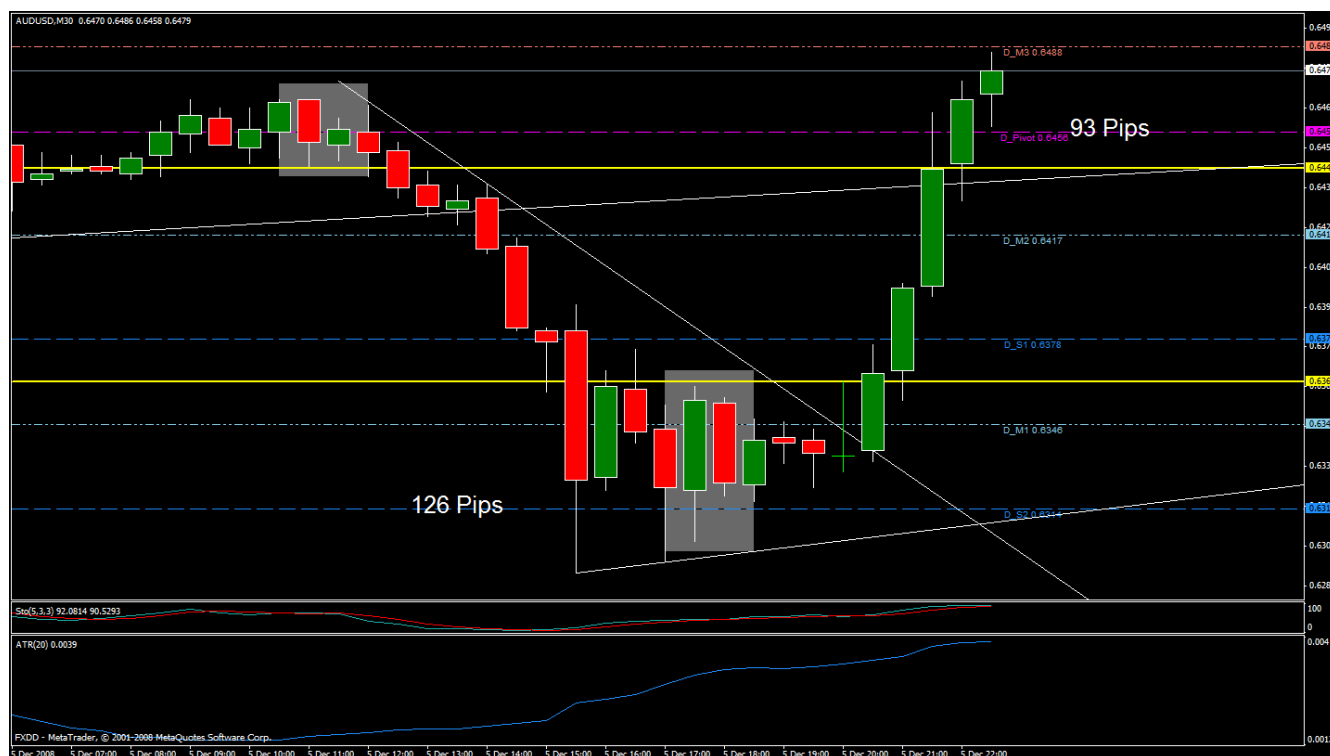 AUDUSD,M30 0.6470 0.6486 0.6458 0.6479
D_M3 0.6488
93 Pips
D_Pivot 0.6456
D_M2 0.6417
D_S1 0.6378
D_M1 0.6346
126 Pips
D_S2 0.6314
0.649
0.648
0.647
0.646
0.645
0.645
0.644
0.643
0.641
0.640
0.639
0.637
0.637
0.636
0.634
0.633
0.631
0.630
0.628
Sto(5,3,3) 92.0814 90.5293
100
0
ATR(20) 0.0039
0.004
0.001
FXDD - MetaTrader, © 2001-2008 MetaQuotes Software Corp.
5 Dec 2008 5 Dec 07:00 5 Dec 08:00 5 Dec 09:00 5 Dec 10:00 5 Dec 11:00 5 Dec 12:00 5 Dec 13:00 5 Dec 14:00 5 Dec 15:00 5 Dec 16:00 5 Dec 17:00 5 Dec 18:00 5 Dec 19:00 5 Dec 20:00 5 Dec 21:00 5 Dec 22:00